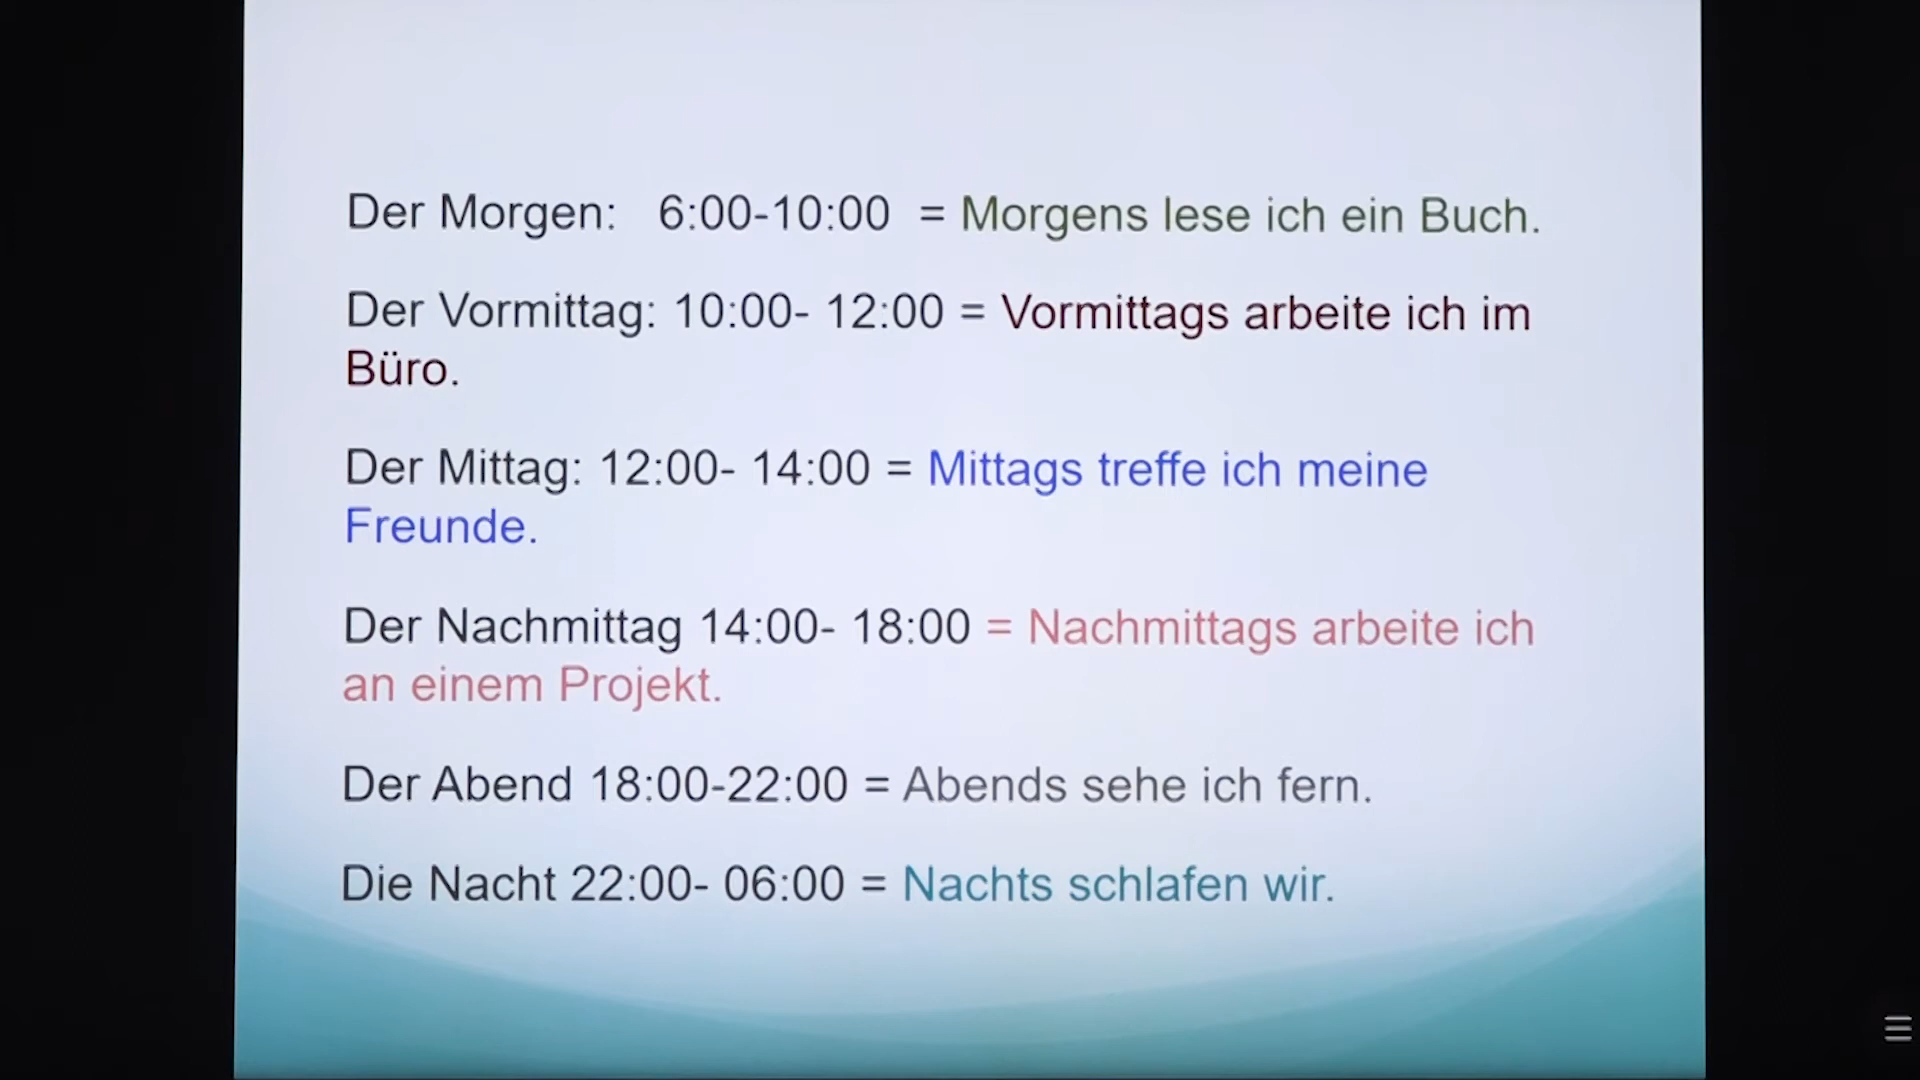 Der Morgen: 6:00-10:00 = Morgens lese ich ein Buch.
Der Vormittag: 10:00- 12:00 = Vormittags arbeite ich im
Büro.
Der Mittag: 12:00- 14:00 = Mittags treffe ich meine
Freunde.
Der Nachmittag 14:00- 18:00 = Nachmittags arbeite ich
an einem Projekt.
Der Abend 18:00-22:00 = Abends sehe ich fern.
Die Nacht 22:00- 06:00 = Nachts schlafen wir.